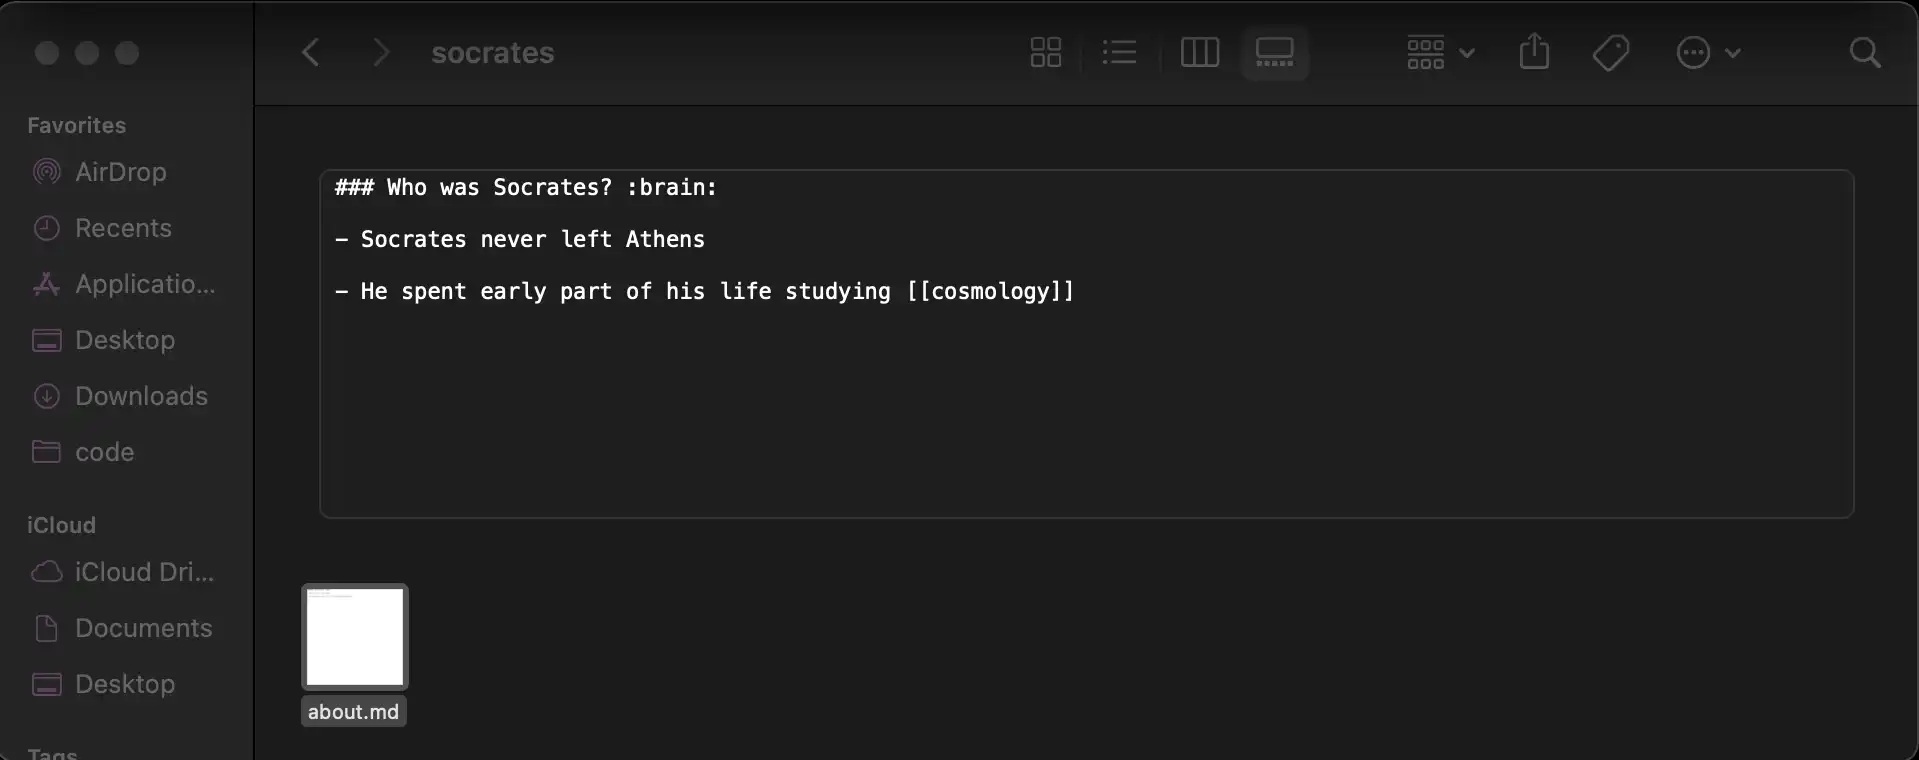 socrates
Favorites
AirDrop
Recents
Applicatio...
Desktop
Downloads
code
iCloud
iCloud Dri...
Documents
Desktop
Tags
### Who was Socrates? :brain:
- Socrates never left Athens
- He spent early part of his life studying [[cosmology]]
about.md